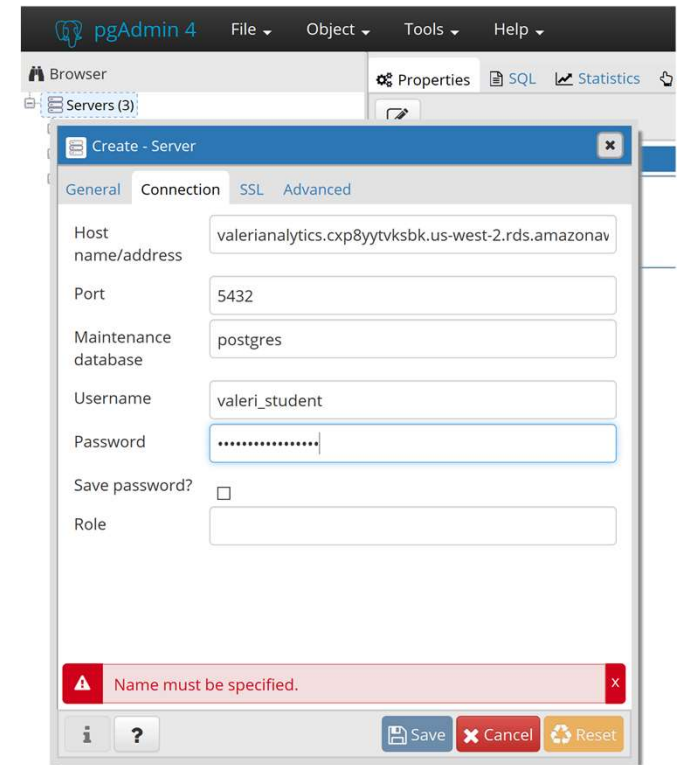 pgAdmin 4 File Object Tools Help
Browser
Properties SQL Statistics
Servers (3)
Create - Server
General Connection SSL Advanced
Host name/address
valerianalytics.cxp8yytvksbk.us-west-2.rds.amazonaw
Port
5432
Maintenance database
postgres
Username
valeri_student
Password
•••••••••••••••••
Save password?
Role
Name must be specified.
x
i ? Save Cancel Reset